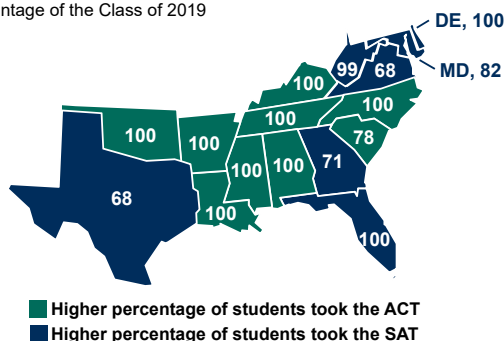 ntage of the Class of 2019
DE, 100
99
68
MD, 82
100
100
100
100
100
78
100
100
71
68
100
100
Higher percentage of students took the ACT
Higher percentage of students took the SAT